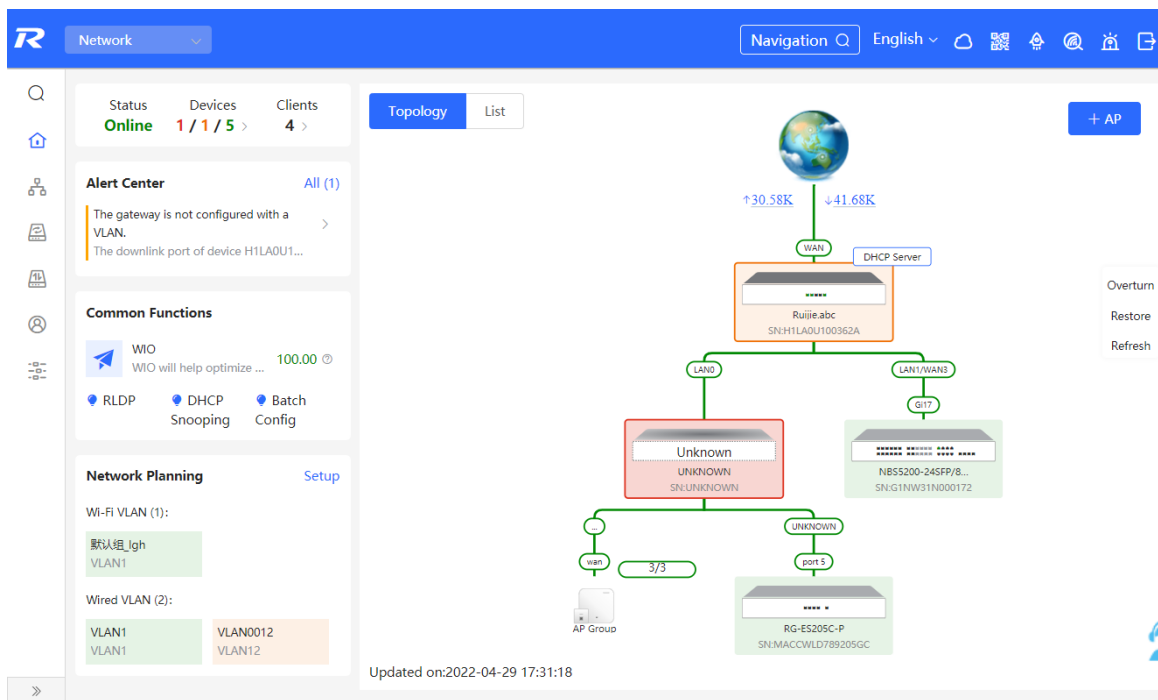 Network
Navigation
English
Status
Devices
Clients
Online
1 / 1 / 5
4
Alert Center
All (1)
The gateway is not configured with a
VLAN.
The downlink port of device H1LA0U1...
Common Functions
WIO
WIO will help optimize ...
100.00
RLDP
DHCP
Snooping
Batch
Config
Network Planning
Setup
Wi-Fi VLAN (1):
默认组_lgh
VLAN1
Wired VLAN (2):
VLAN1
VLAN1
VLAN0012
VLAN12
Topology
List
+ AP
↑30.58K
↓41.68K
WAN
DHCP Server
Ruijie.abc
SN:H1LA0U100362A
Overturn
Restore
Refresh
LAN0
LAN1/WAN3
Gi17
Unknown
UNKNOWN
SN:UNKNOWN
NBS5200-24SFP/8...
SN:G1NW31N000172
...
UNKNOWN
wan
3/3
port 5
AP Group
RG-ES205C-P
SN:MACCWLD789205GC
Updated on:2022-04-29 17:31:18